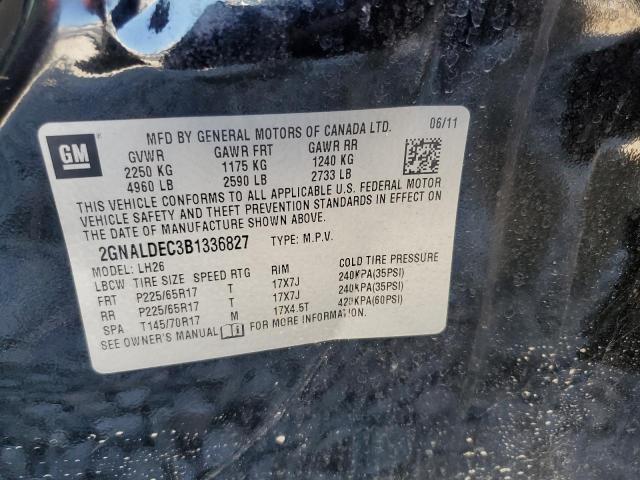 GM
MFD BY GENERAL MOTORS OF CANADA LTD. 06/11
GVWR GAWR FRT GAWR RR
2250 KG 1175 KG 1240 KG
4960 LB 2590 LB 2733 LB
THIS VEHICLE CONFORMS TO ALL APPLICABLE U.S. FEDERAL MOTOR
VEHICLE SAFETY AND THEFT PREVENTION STANDARDS IN EFFECT ON
THE DATE OF MANUFACTURE SHOWN ABOVE.
2GNALDEC3B1336827 TYPE: M.P.V.
MODEL: LH26
LBCW TIRE SIZE SPEED RTG RIM COLD TIRE PRESSURE
FRT P225/65R17 T 17X7J 240KPA(35PSI)
RR P225/65R17 T 17X7J 240KPA(35PSI)
SPA T145/70R17 M 17X4.5T 420KPA(60PSI)
SEE OWNER'S MANUAL FOR MORE INFORMATION.